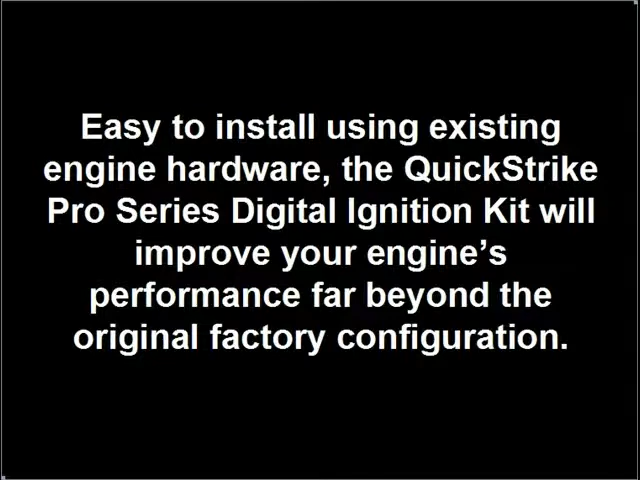 Easy to install using existing
engine hardware, the QuickStrike
Pro Series Digital Ignition Kit will
improve your engine’s
performance far beyond the
original factory configuration.